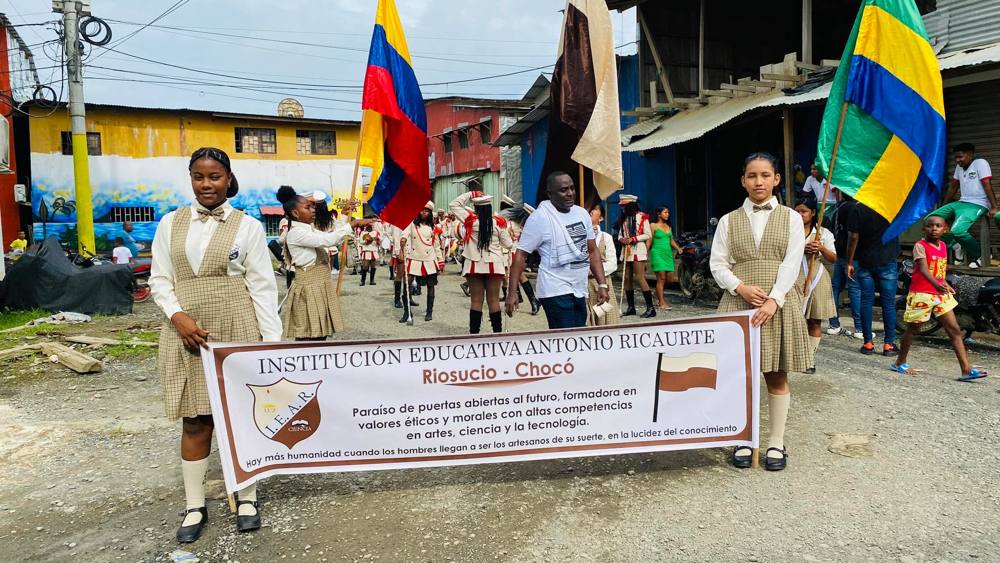 INSTITUCIÓN EDUCATIVA ANTONIO RICAURTE
Riosucio - Chocó
Paraíso de puertas abiertas al futuro, formadora en
valores éticos y morales con altas competencias
en artes, ciencia y la tecnología.
Hay más humanidad cuando los hombres llegan a ser los artesanos de su suerte, en la lucidez del conocimiento
LUZ
I.E.A.R.
CIENCIA